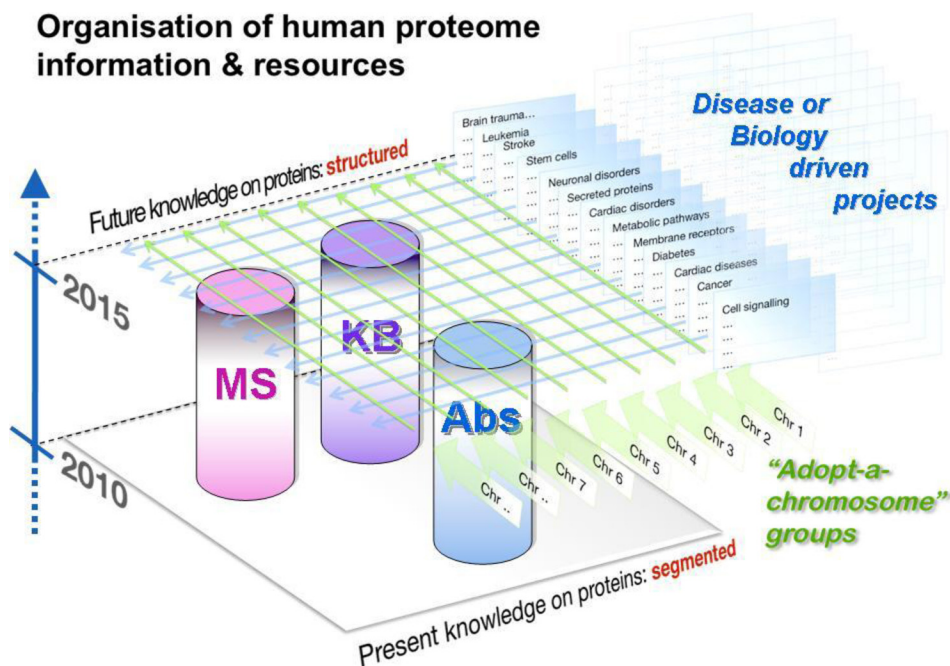 Organisation of human proteome
information & resources
Disease or
Biology
driven
projects
Brain trauma...
...
Leukemia
...
Stroke
...
Stem cells
...
Neuronal disorders
...
Secreted proteins
...
Cardiac disorders
...
Metabolic pathways
...
Membrane receptors
...
Diabetes
...
Cardiac diseases
...
Cancer
...
Cell signalling
...
...
...
...
Future knowledge on proteins: structured
2015
2010
MS
KB
Abs
Chr ..
Chr ..
Chr 7
Chr 6
Chr 5
Chr 4
Chr 3
Chr 2
Chr 1
“Adopt-a-
chromosome”
groups
Present knowledge on proteins: segmented